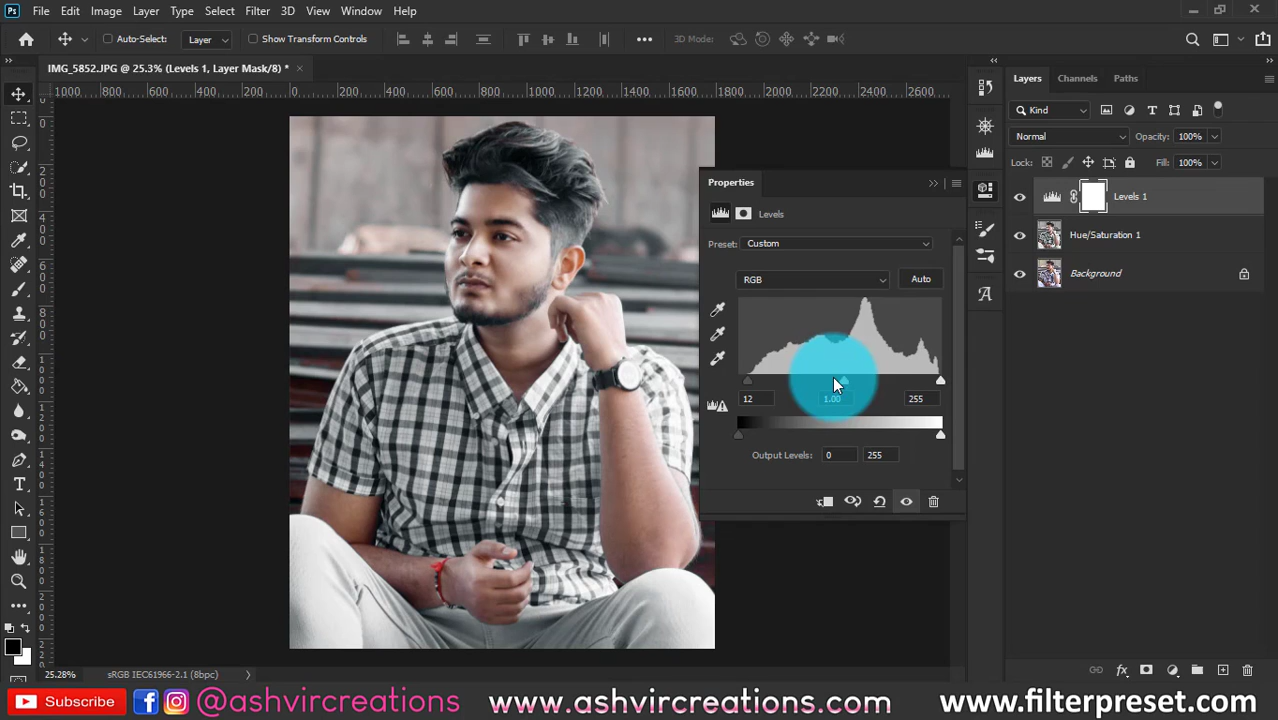 Ps File Edit Image Layer Type Select Filter 3D View Window Help
Auto-Select: Layer Show Transform Controls ••• 3D Mode:
IMG_5852.JPG @ 25.3% (Levels 1, Layer Mask/8) * ×
1000 800 600 400 200 0 200 400 600 800 1000 1200 1400 1600 1800 2000 2200 2400 2600
Layers Channels Paths
Kind
Normal Opacity: 100%
Lock: Fill: 100%
Levels 1
Hue/Saturation 1
Background
Properties
Levels
Preset: Custom
RGB Auto
12 1.00 255
Output Levels: 0 255
25.28% sRGB IEC61966-2.1 (8bpc)
Subscribe @ashvircreations www.ashvircreations.com www.filterpreset.com